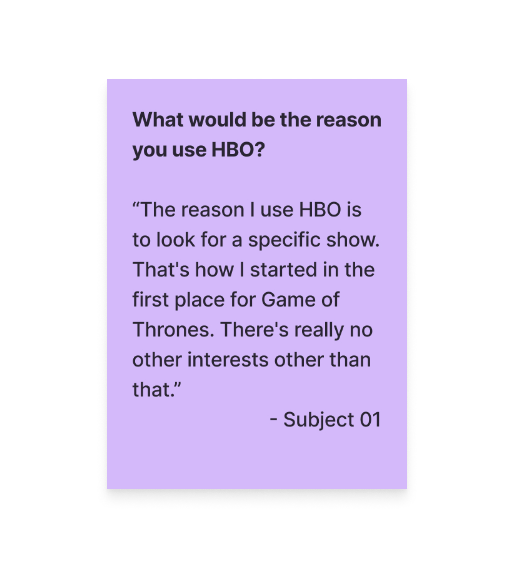 What would be the reason
you use HBO?
“The reason I use HBO is
to look for a specific show.
That's how I started in the
first place for Game of
Thrones. There's really no
other interests other than
that.”
- Subject 01